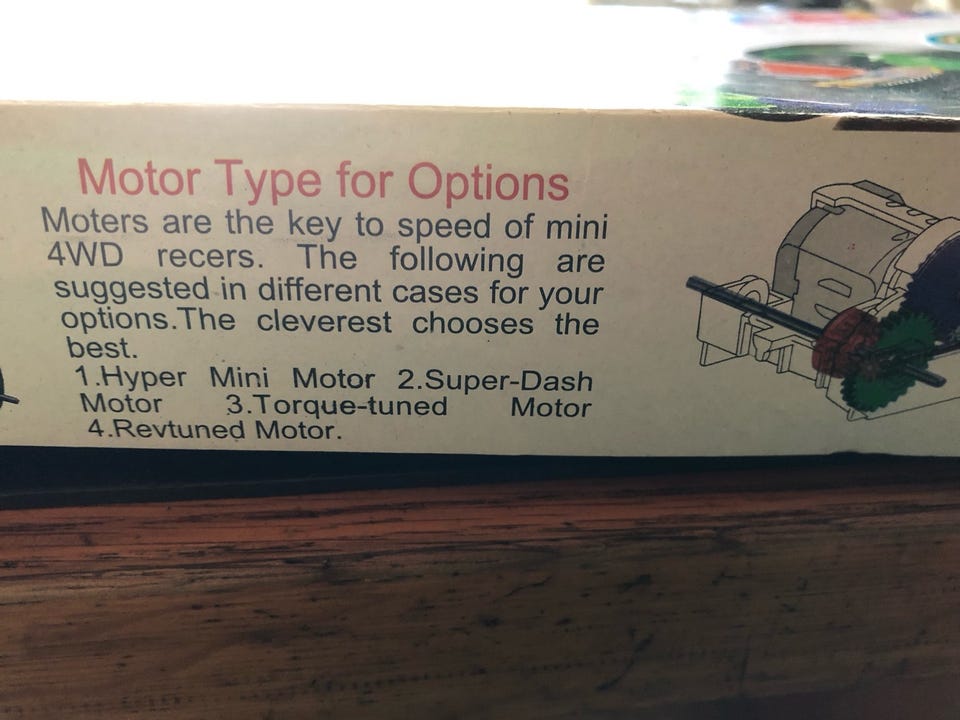 Motor Type for Options
Moters are the key to speed of mini
4WD recers. The following are
suggested in different cases for your
options.The cleverest chooses the
best.
1.Hyper Mini Motor 2.Super-Dash
Motor 3.Torque-tuned Motor
4.Revtuned Motor.